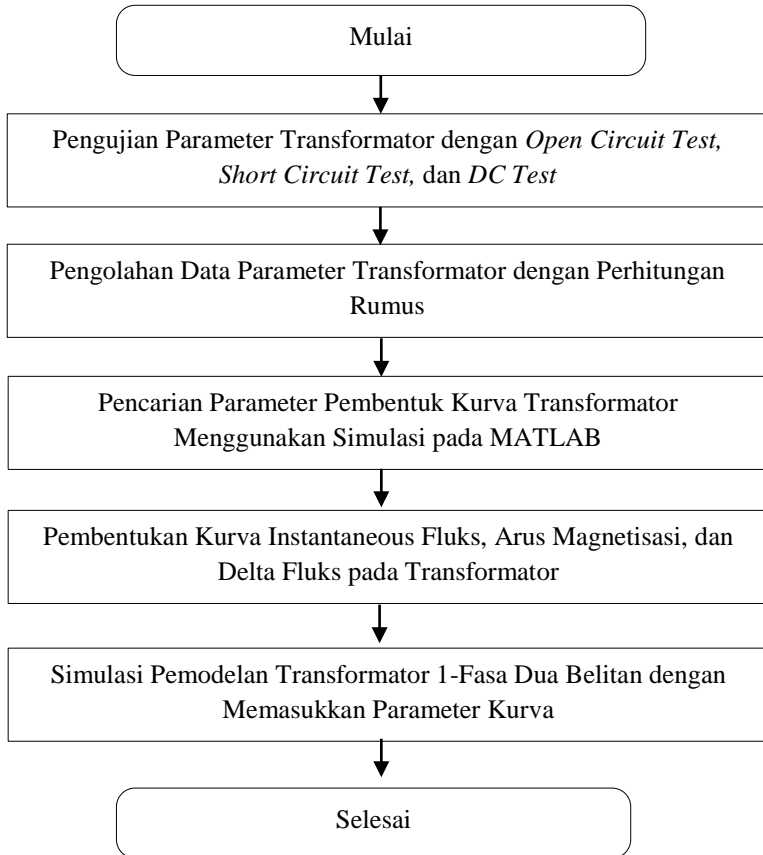 Mulai
Pengujian Parameter Transformator dengan Open Circuit Test,
Short Circuit Test, dan DC Test
Pengolahan Data Parameter Transformator dengan Perhitungan
Rumus
Pencarian Parameter Pembentuk Kurva Transformator
Menggunakan Simulasi pada MATLAB
Pembentukan Kurva Instantaneous Fluks, Arus Magnetisasi, dan
Delta Fluks pada Transformator
Simulasi Pemodelan Transformator 1-Fasa Dua Belitan dengan
Memasukkan Parameter Kurva
Selesai